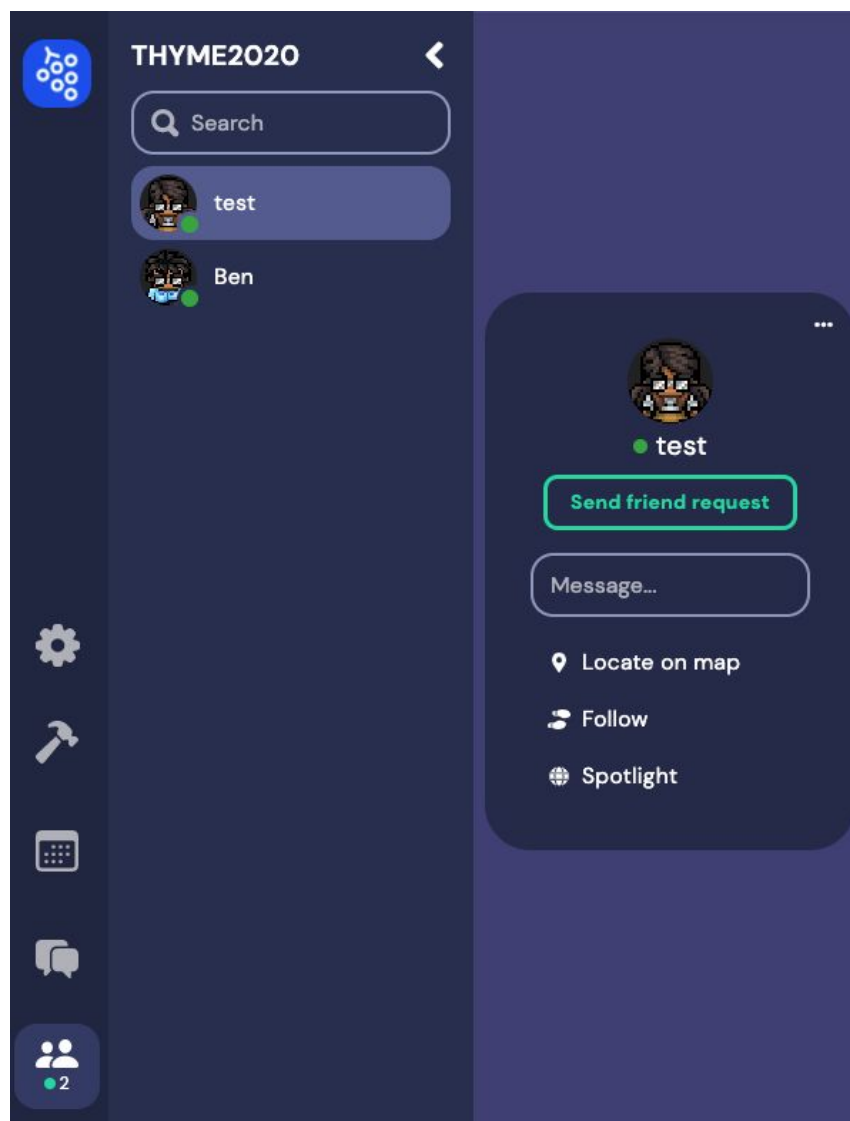 THYME2020
Search
test
Ben
...
test
Send friend request
Message...
Locate on map
Follow
Spotlight
2